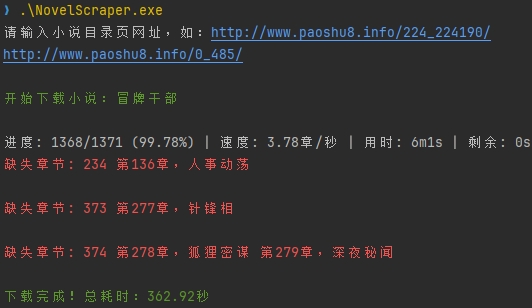 ❯ .\NovelScraper.exe
请输入小说目录页网址，如：http://www.paoshu8.info/224_224190/
http://www.paoshu8.info/0_485/
开始下载小说：冒牌干部
进度：1368/1371 (99.78%) | 速度：3.78章/秒 | 用时：6m1s | 剩余：0s
缺失章节：234 第136章，人事动荡
缺失章节：373 第277章，针锋相
缺失章节：374 第278章，狐狸密谋 第279章，深夜秘闻
下载完成！总耗时：362.92秒